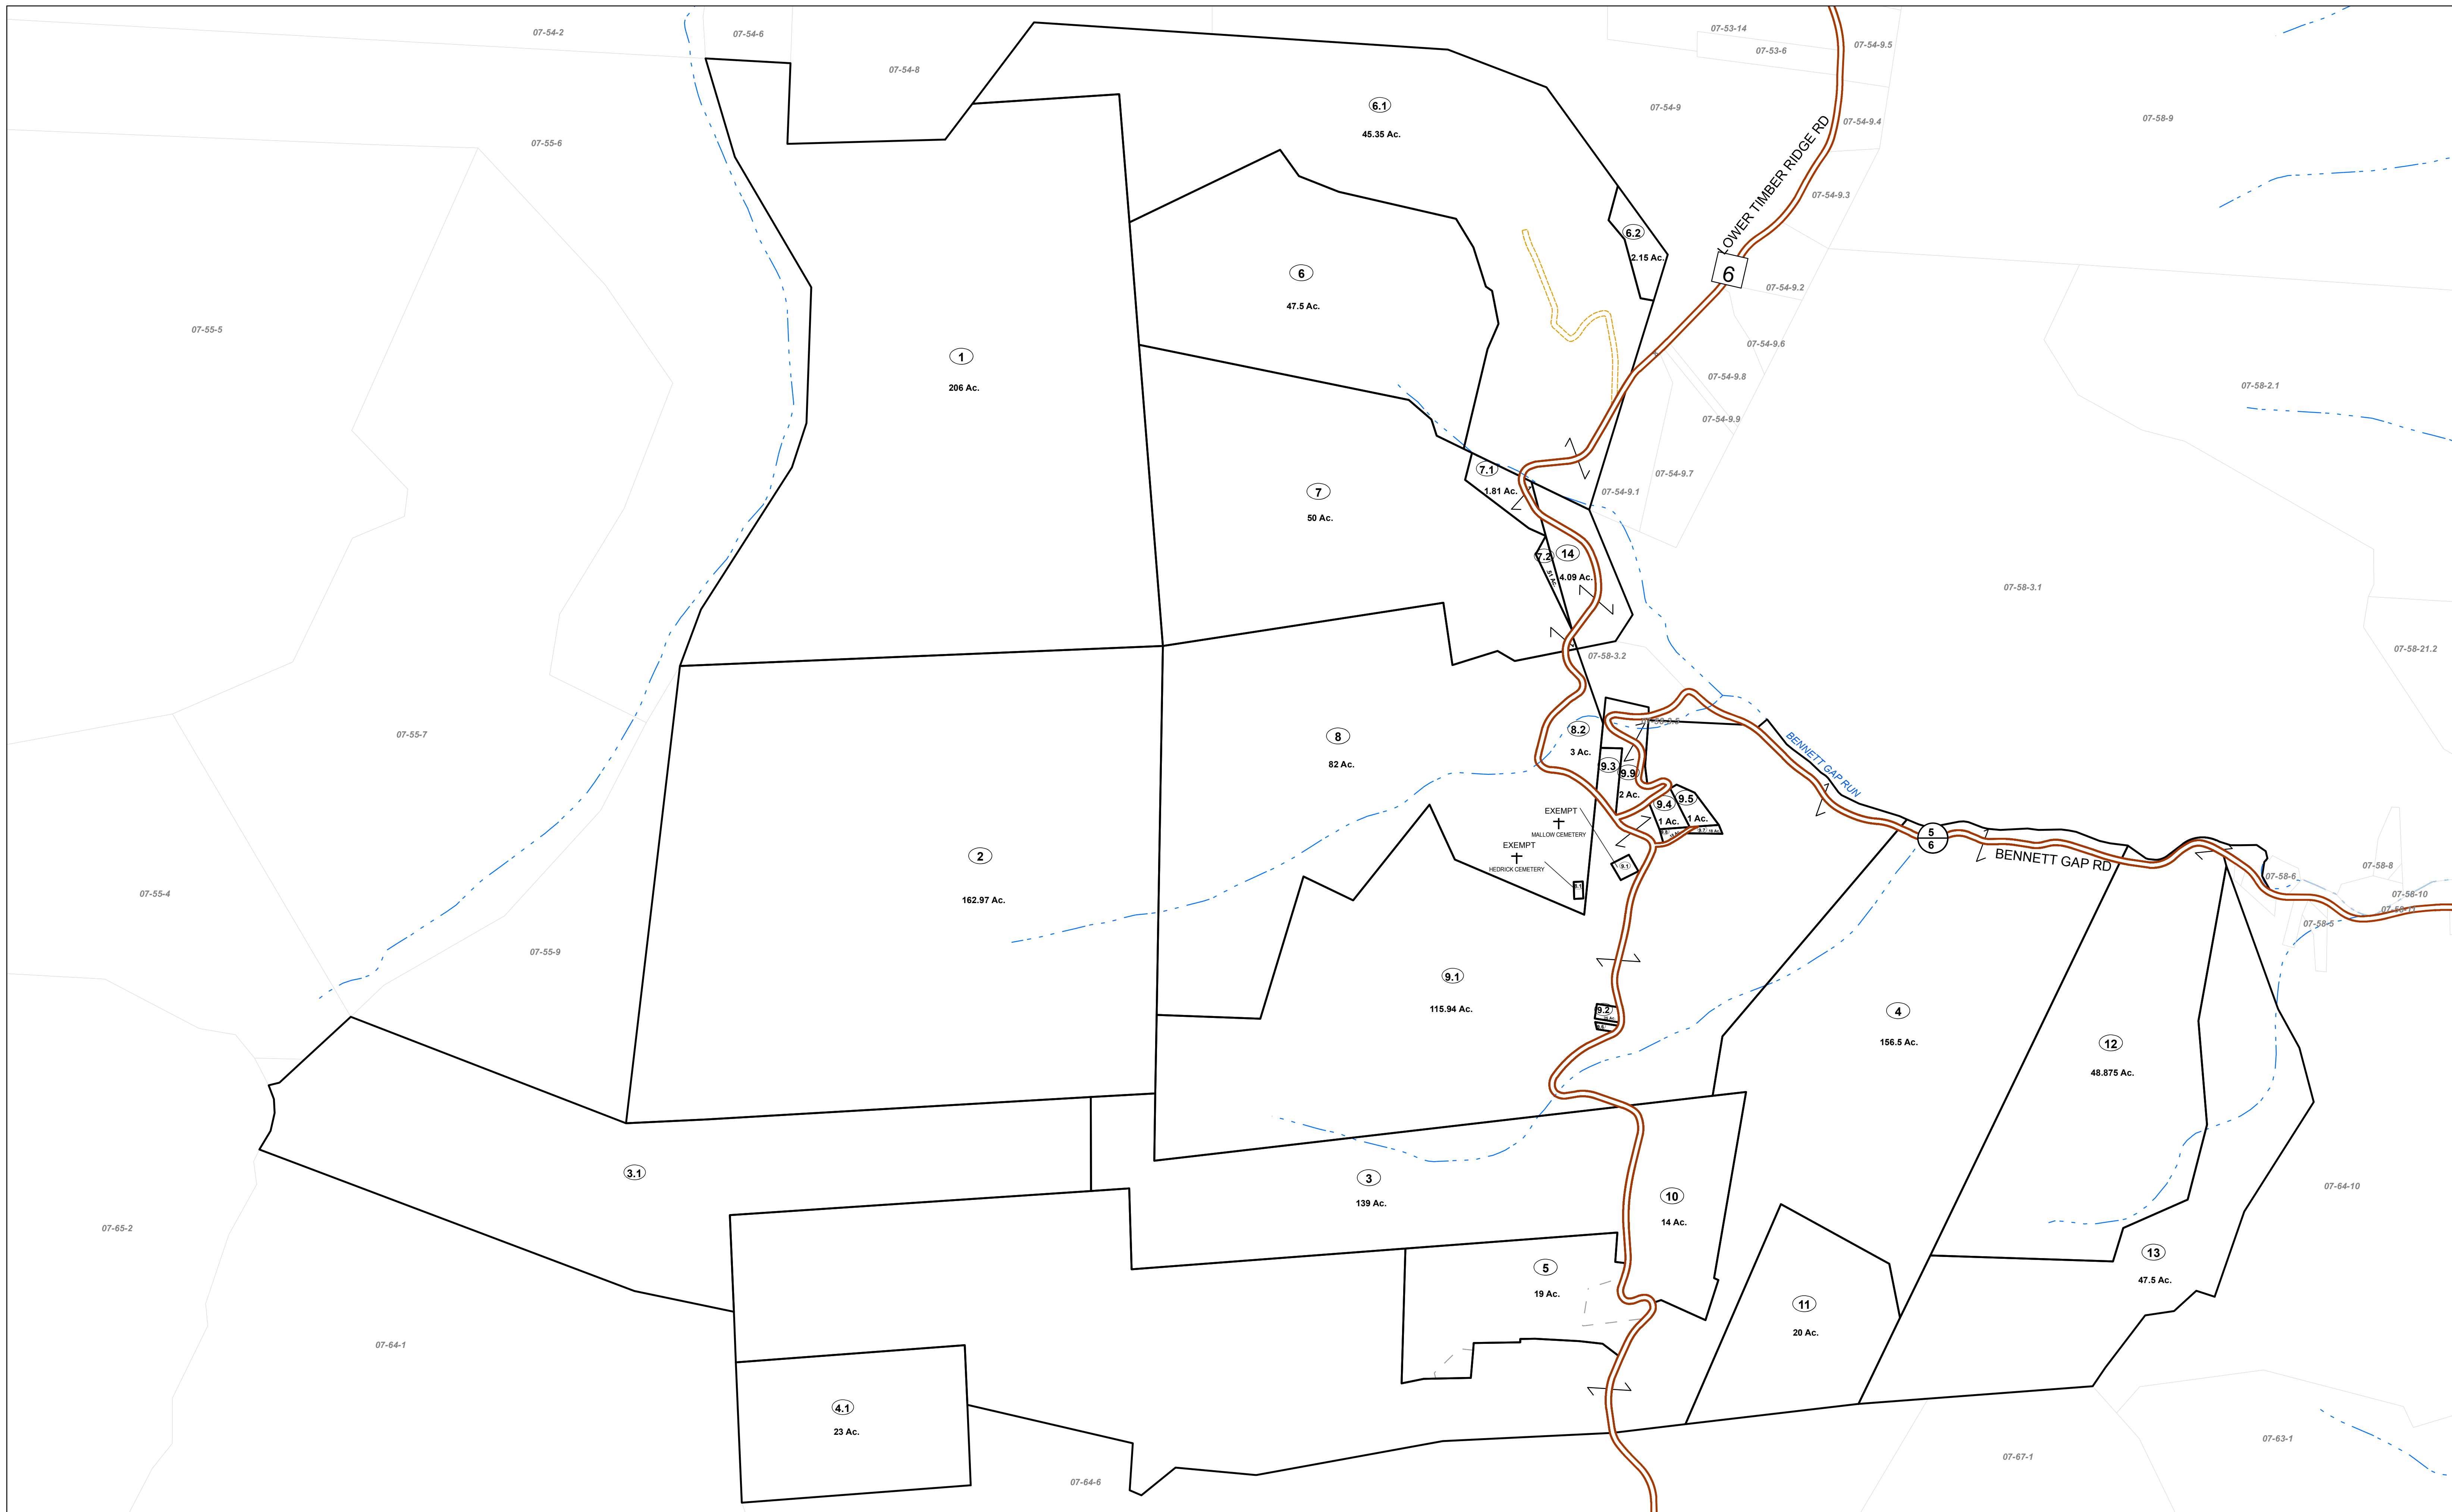 07-54-2
07-54-6
07-54-8
07-53-14
07-53-6
07-54-9.5
6.1
45.35 Ac.
07-54-9
07-54-9.4
07-58-9
07-55-6
LOWER TIMBER RIDGE RD
07-54-9.3
6.2
2.15 Ac.
6
6
47.5 Ac.
07-54-9.2
07-55-5
07-54-9.6
1
206 Ac.
07-54-9.8
07-58-2.1
07-54-9.9
7.1
1.81 Ac.
07-54-9.7
07-54-9.1
7
50 Ac.
7.2
.51 Ac.
14
4.09 Ac.
07-58-3.1
07-58-3.2
07-58-21.2
07-55-7
8
82 Ac.
8.2
3 Ac.
BENNETT GAP RUN
9.3
9.9
2 Ac.
9.4
1 Ac.
9.5
1 Ac.
EXEMPT
MALLOW CEMETERY
EXEMPT
HEDRICK CEMETERY
8.1
9.1
5
6
BENNETT GAP RD
07-58-8
07-58-6
07-58-10
07-58-11
07-58-5
2
162.97 Ac.
07-55-4
07-55-9
9.1
115.94 Ac.
9.2
4
156.5 Ac.
12
48.875 Ac.
3.1
3
139 Ac.
10
14 Ac.
07-64-10
07-65-2
5
19 Ac.
13
47.5 Ac.
11
20 Ac.
07-64-1
4.1
23 Ac.
07-63-1
07-67-1
07-64-6